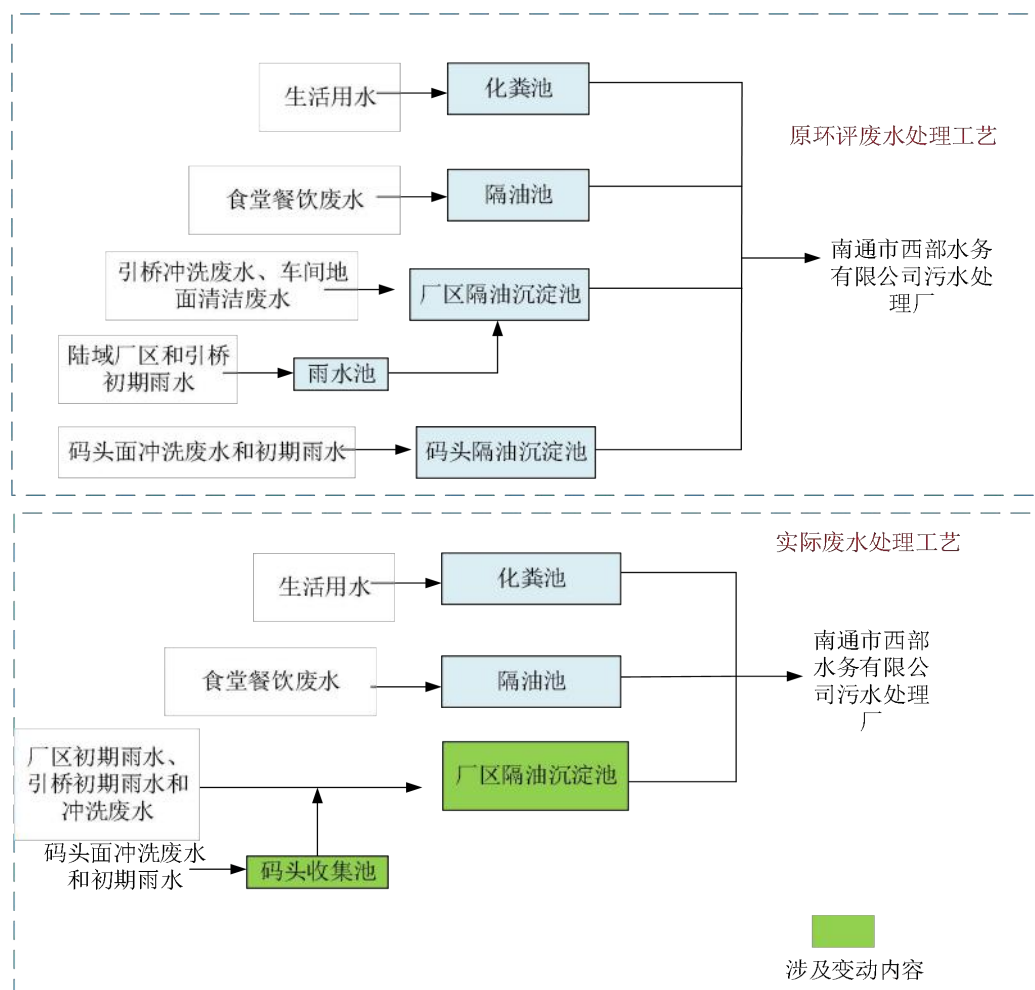 生活用水
化粪池
原环评废水处理工艺
食堂餐饮废水
隔油池
引桥冲洗废水、车间地
面清洁废水
厂区隔油沉淀池
南通市西部水务
有限公司污水处
理厂
陆域厂区和引桥
初期雨水
雨水池
码头面冲洗废水和初期雨水
码头隔油沉淀池
实际废水处理工艺
生活用水
化粪池
食堂餐饮废水
隔油池
南通市西部
水务有限公
司污水处理
厂
厂区初期雨水、
引桥初期雨水和
冲洗废水
厂区隔油沉淀池
码头面冲洗废水
和初期雨水
码头收集池
涉及变动内容